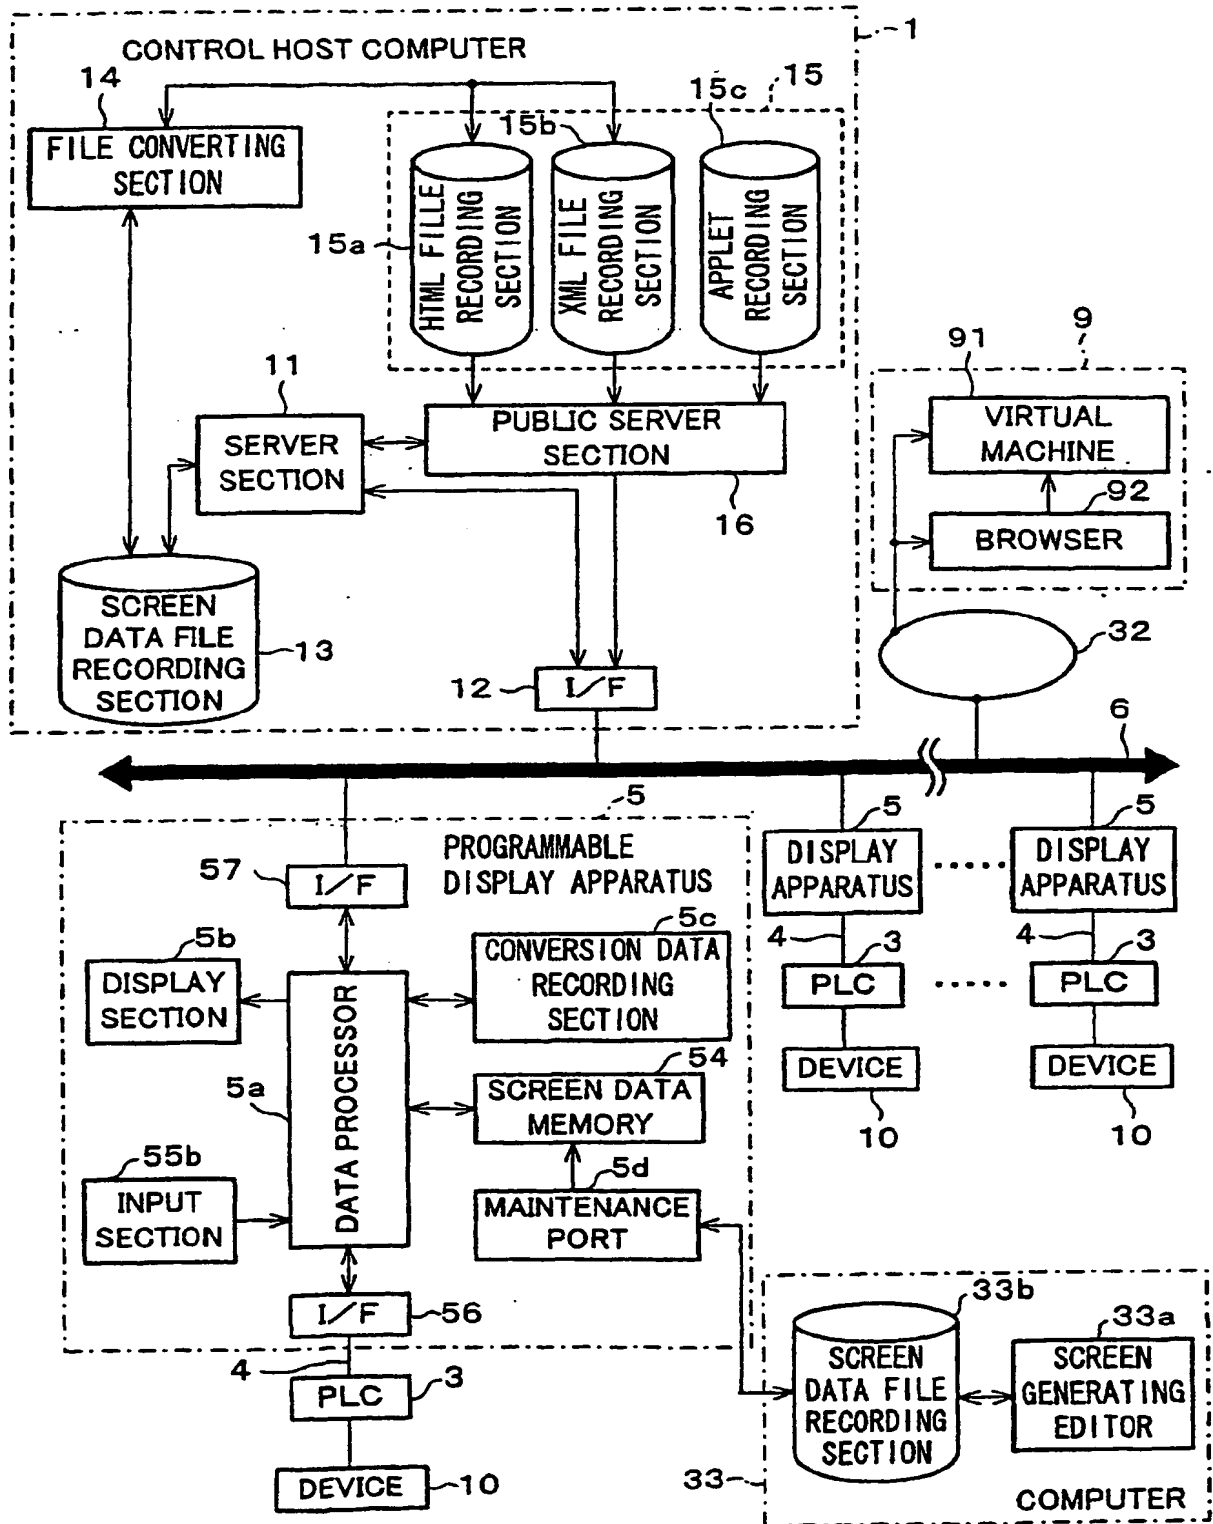 1
CONTROL HOST COMPUTER
14
15
15c
15b
FILE CONVERTING
SECTION
15a
HTML FILLE
RECORDING
SECTION
XML FILE
RECORDING
SECTION
APPLET
RECORDING
SECTION
11
SERVER
SECTION
PUBLIC SERVER
SECTION
16
9
91
VIRTUAL
MACHINE
92
BROWSER
SCREEN
DATA FILE
RECORDING
SECTION
13
12
I/F
32
6
5
PROGRAMMABLE
DISPLAY APPARATUS
57
I/F
5b
DISPLAY
SECTION
5c
CONVERSION DATA
RECORDING
SECTION
5a
DATA PROCESSOR
54
SCREEN DATA
MEMORY
55b
INPUT
SECTION
5d
MAINTENANCE
PORT
I/F
56
4
PLC
3
DEVICE
10
5
DISPLAY
APPARATUS
.....
5
DISPLAY
APPARATUS
4
3
PLC
.....
4
3
PLC
DEVICE
10
DEVICE
10
33b
SCREEN
DATA FILE
RECORDING
SECTION
33a
SCREEN
GENERATING
EDITOR
33
COMPUTER